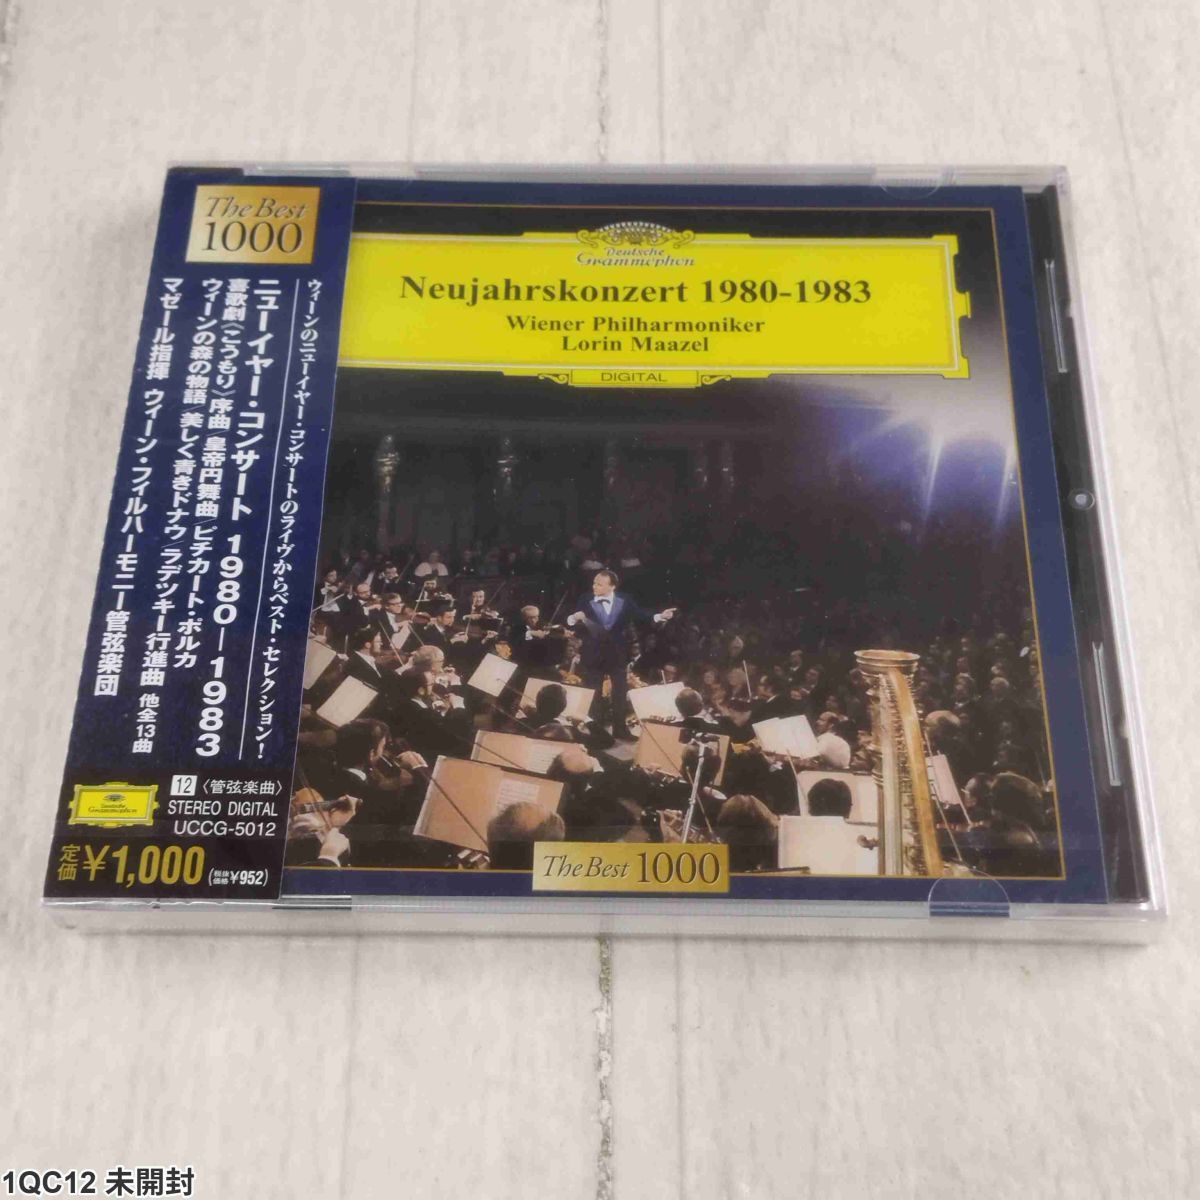 The Best
1000
ウィーンのニューイヤー・コンサートのライヴからベスト・セレクション!
ニューイヤー・コンサート 1980—1983
喜歌劇〈こうもり〉序曲/皇帝円舞曲/ピチカート・ポルカ
ウィーンの森の物語/美しく青きドナウ/ラデツキー行進曲 他全13曲
マゼール指揮 ウィーン・フィルハーモニー管弦楽団
Deutsche
Grammophon
12 〈管弦楽曲〉
STEREO DIGITAL
UCCG-5012
定価 ¥1,000 (税抜価格¥952)
Deutsche
Grammophon
Neujahrskonzert 1980-1983
Wiener Philharmoniker
Lorin Maazel
DIGITAL
The Best 1000
1QC12 未開封